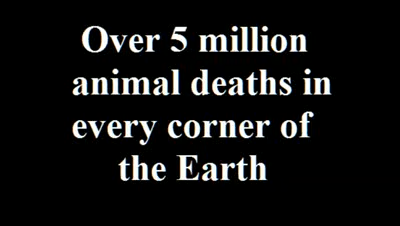 Over 5 million
animal deaths in
every corner of
the Earth